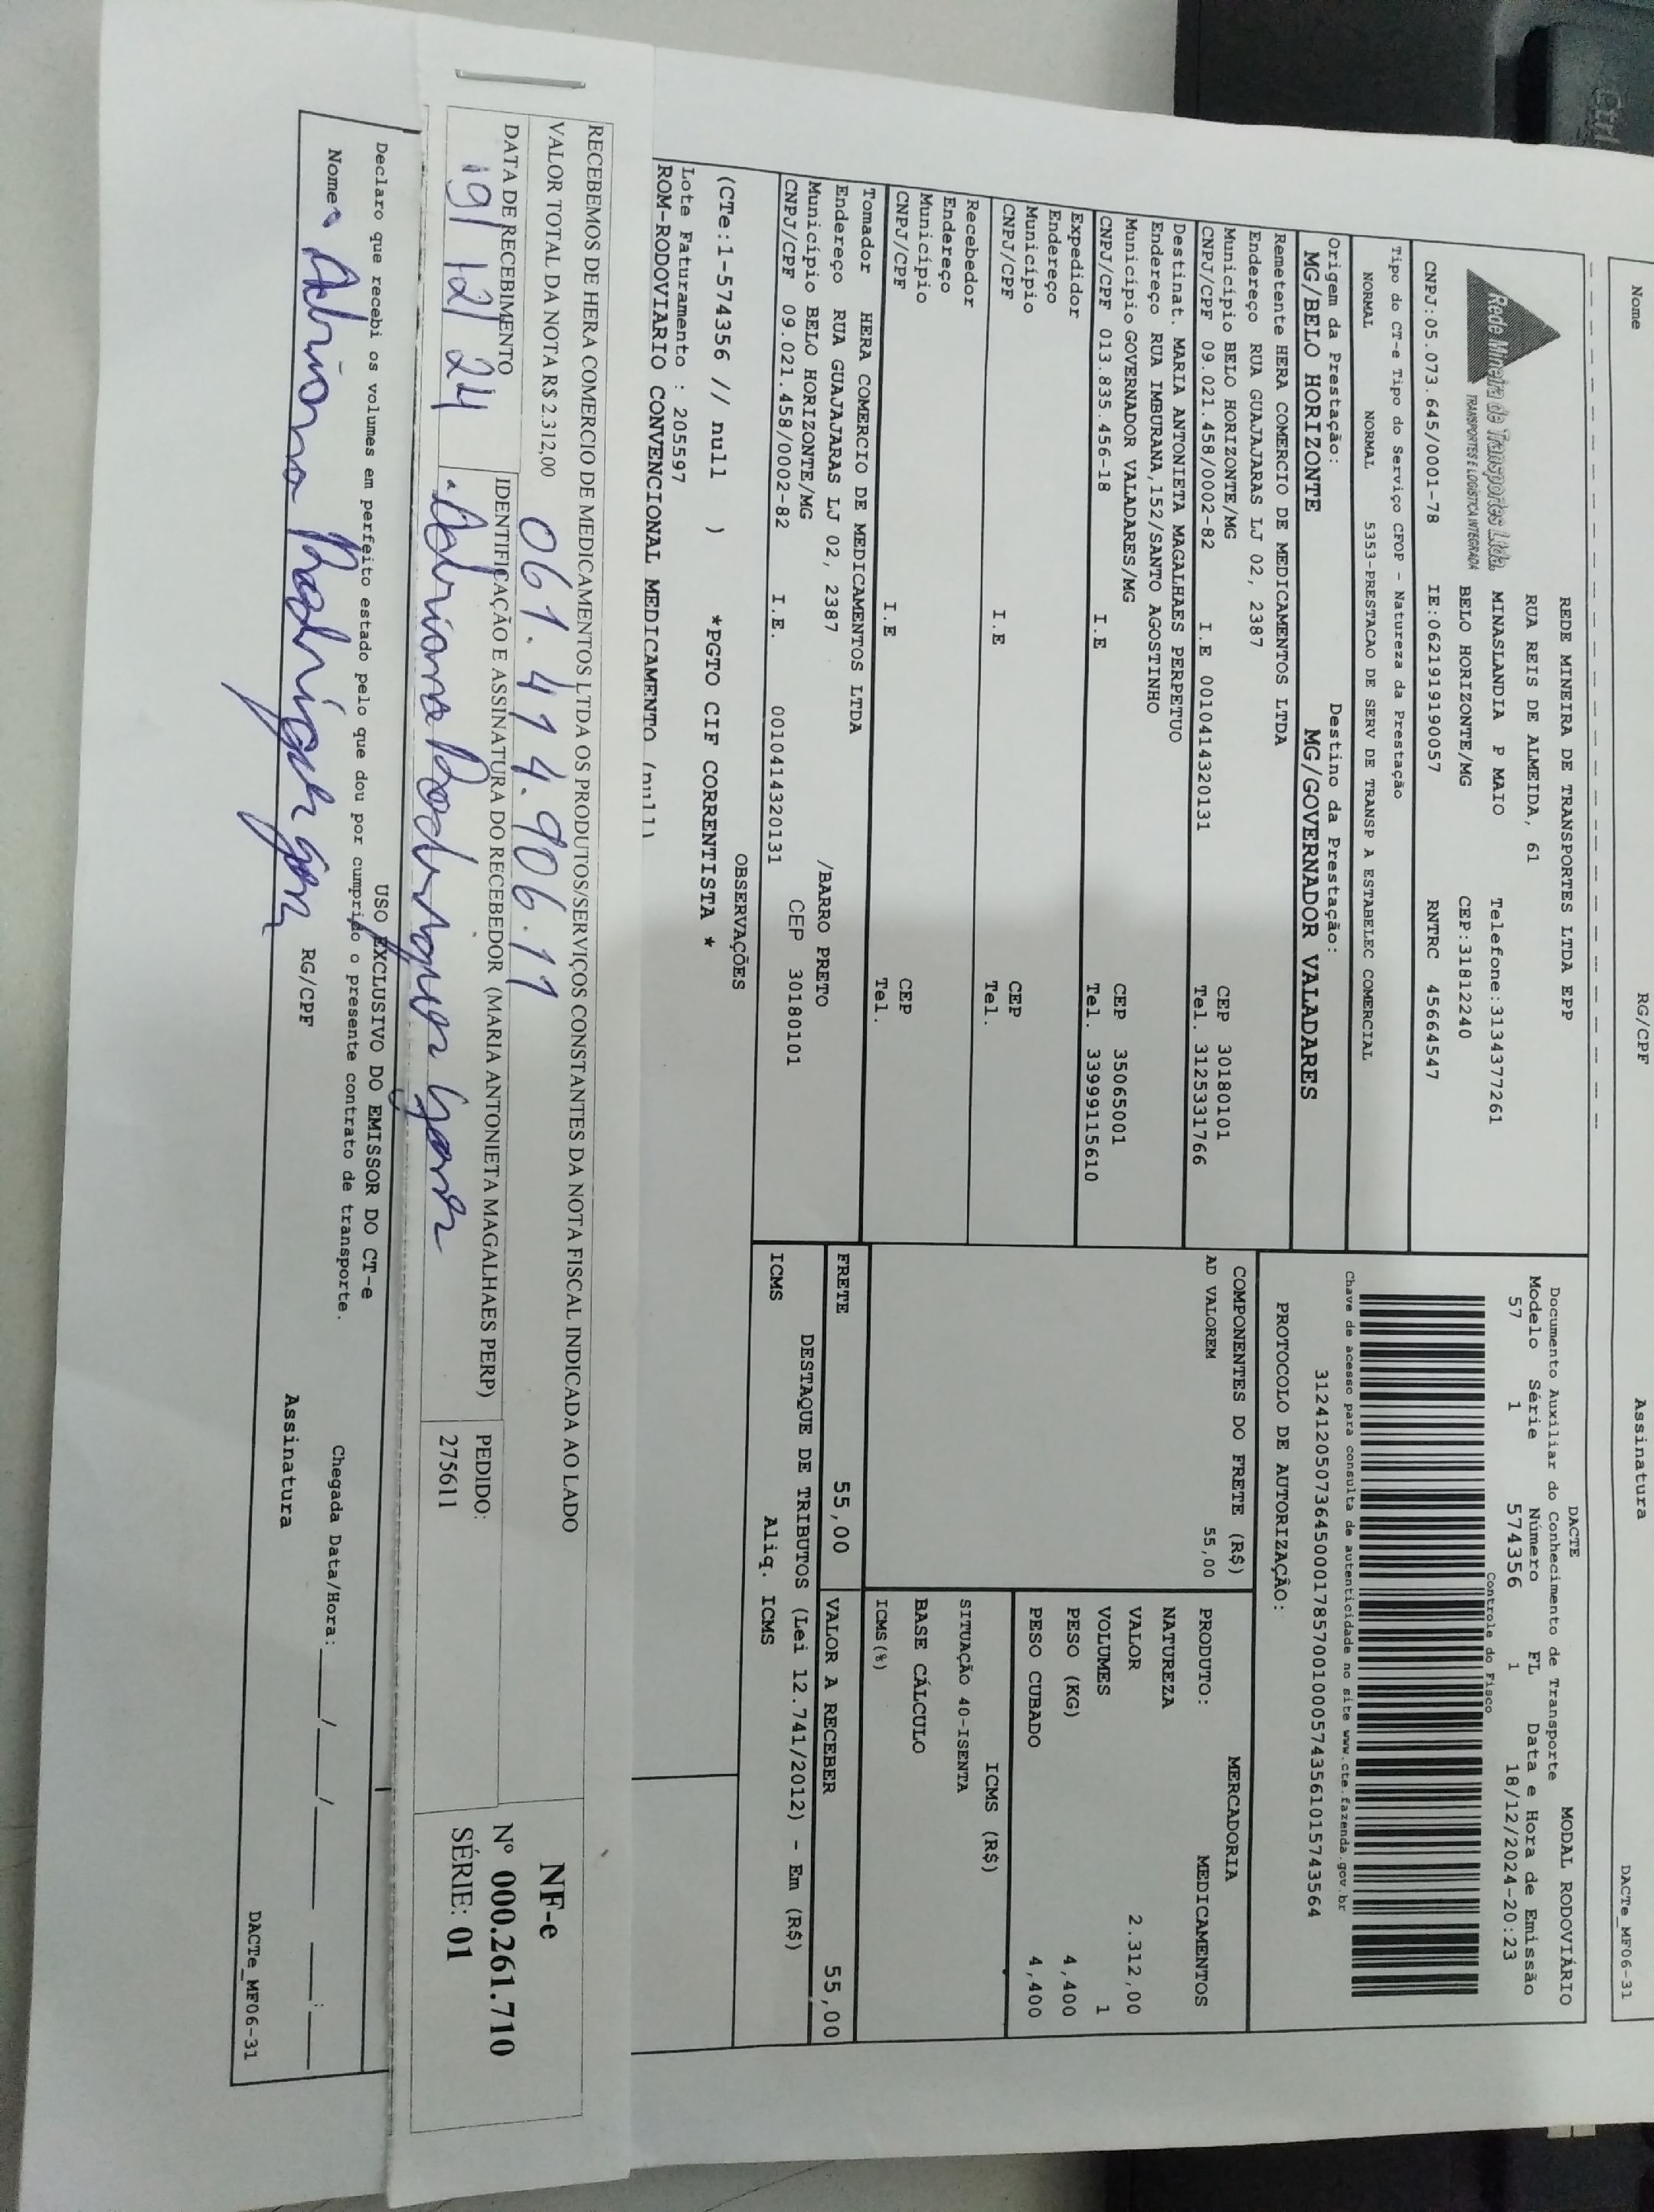 Nome RG/CPF Assinatura DACTe_MF06-31
REDE MINEIRA DE TRANSPORTES LTDA EPP
RUA REIS DE ALMEIDA, 61
MINASLANDIA P MAIO Telefone:3134377261
BELO HORIZONTE/MG CEP:31812240
Rede Mineira de Transportes Ltda.
TRANSPORTES E LOGÍSTICA INTEGRADA
CNPJ:05.073.645/0001-78 IE:0621919190057 RNTRC 45664547
DACTE MODAL RODOVIÁRIO
Documento Auxiliar do Conhecimento de Transporte
Modelo Série Número FL Data e Hora de Emissão
57 1 574356 1 18/12/2024-20:23
Controle do Fisco
Chave de acesso para consulta de autenticidade no site www.cte.fazenda.gov.br
31241205073645000178570010005743561015743564
PROTOCOLO DE AUTORIZAÇÃO:
Tipo do CT-e Tipo do Serviço CFOP - Natureza da Prestação
NORMAL NORMAL 5353-PRESTACAO DE SERV DE TRANSP A ESTABELEC COMERCIAL
Origem da Prestação: Destino da Prestação:
MG/BELO HORIZONTE MG/GOVERNADOR VALADARES
Remetente HERA COMERCIO DE MEDICAMENTOS LTDA
Endereço RUA GUAJAJARAS LJ 02, 2387
Município BELO HORIZONTE/MG CEP 30180101
CNPJ/CPF 09.021.458/0002-82 I.E 0010414320131 Tel. 3125331766
Destinat. MARIA ANTONIETA MAGALHAES PERPETUO
Endereço RUA IMBURANA,152/SANTO AGOSTINHO
Município GOVERNADOR VALADARES/MG CEP 35065001
CNPJ/CPF 013.835.456-18 I.E Tel. 33999115610
Expedidor
Endereço
Município CEP
CNPJ/CPF I.E Tel.
Recebedor
Endereço
Município CEP
CNPJ/CPF I.E Tel.
Tomador HERA COMERCIO DE MEDICAMENTOS LTDA
Endereço RUA GUAJAJARAS LJ 02, 2387 /BARRO PRETO
Município BELO HORIZONTE/MG CEP 30180101
CNPJ/CPF 09.021.458/0002-82 I.E. 0010414320131
COMPONENTES DO FRETE (R$)
AD VALOREM 55,00
MERCADORIA
PRODUTO: MEDICAMENTOS
NATUREZA
VALOR 2.312,00
VOLUMES 1
PESO (KG) 4,400
PESO CUBADO 4,400
ICMS (R$)
SITUAÇÃO 40-ISENTA
BASE CÁLCULO
ICMS(%)
FRETE 55,00 VALOR A RECEBER 55,00
DESTAQUE DE TRIBUTOS (Lei 12.741/2012) - Em (R$)
ICMS Aliq. ICMS
OBSERVAÇÕES
(CTe:1-574356 // null ) *PGTO CIF CORRENTISTA *
Lote Faturamento : 205597
ROM-RODOVIARIO CONVENCIONAL MEDICAMENTO (null)
RECEBEMOS DE HERA COMERCIO DE MEDICAMENTOS LTDA OS PRODUTOS/SERVIÇOS CONSTANTES DA NOTA FISCAL INDICADA AO LADO
VALOR TOTAL DA NOTA R$ 2.312,00 061.414.906.11
NF-e
Nº 000.261.710
SÉRIE: 01
DATA DE RECEBIMENTO IDENTIFICAÇÃO E ASSINATURA DO RECEBEDOR (MARIA ANTONIETA MAGALHAES PERP) PEDIDO:
19/12/24 Adriana Rodrigues 275611
USO EXCLUSIVO DO EMISSOR DO CT-e
Declaro que recebi os volumes em perfeito estado pelo que dou por cumprido o presente contrato de transporte. Chegada Data/Hora:___/___/_____ ___:___
Nome Adriana Rodrigues RG/CPF Assinatura
DACTe_MF06-31
Ctrl